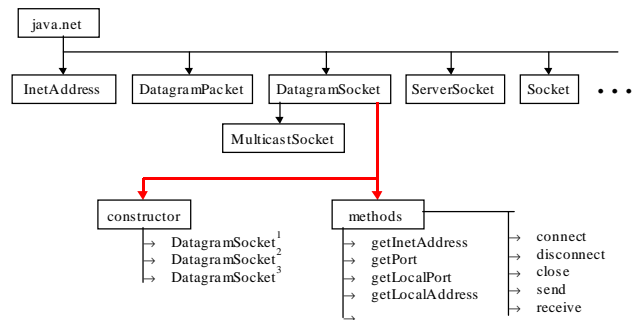 java.net
InetAddress
DatagramPacket
DatagramSocket
ServerSocket
Socket
• • •
MulticastSocket
constructor
→ DatagramSocket1
→ DatagramSocket2
→ DatagramSocket3
methods
→ getInetAddress
→ getPort
→ getLocalPort
→ getLocalAddress
→
→ connect
→ disconnect
→ close
→ send
→ receive